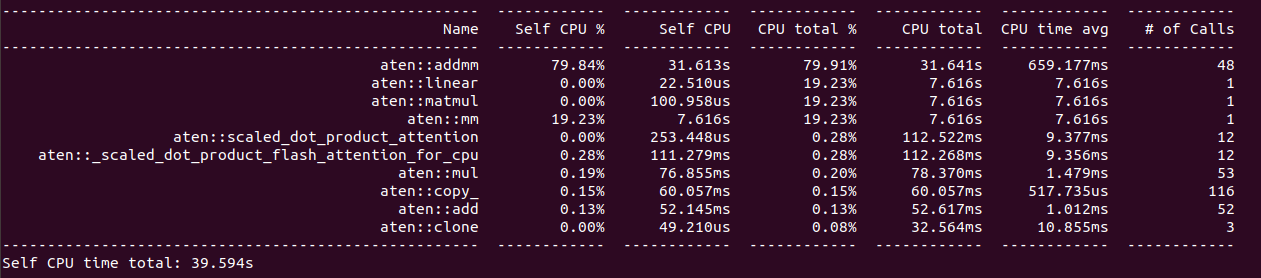 -------------------------------------------------------  ------------  ------------  ------------  ------------  ------------  ------------
Name    Self CPU %      Self CPU   CPU total %     CPU total  CPU time avg    # of Calls
-------------------------------------------------------  ------------  ------------  ------------  ------------  ------------  ------------
aten::addmm        79.84%       31.613s        79.91%       31.641s     659.177ms            48
aten::linear         0.00%      22.510us        19.23%        7.616s        7.616s             1
aten::matmul         0.00%     100.958us        19.23%        7.616s        7.616s             1
aten::mm        19.23%        7.616s        19.23%        7.616s        7.616s             1
aten::scaled_dot_product_attention         0.00%     253.448us         0.28%     112.522ms       9.377ms            12
aten::_scaled_dot_product_flash_attention_for_cpu         0.28%     111.279ms         0.28%     112.268ms       9.356ms            12
aten::mul         0.19%      76.855ms         0.20%      78.370ms       1.479ms            53
aten::copy_         0.15%      60.057ms         0.15%      60.057ms     517.735us           116
aten::add         0.13%      52.145ms         0.13%      52.617ms       1.012ms            52
aten::clone         0.00%      49.210us         0.08%      32.564ms      10.855ms             3
-------------------------------------------------------  ------------  ------------  ------------  ------------  ------------  ------------
Self CPU time total: 39.594s